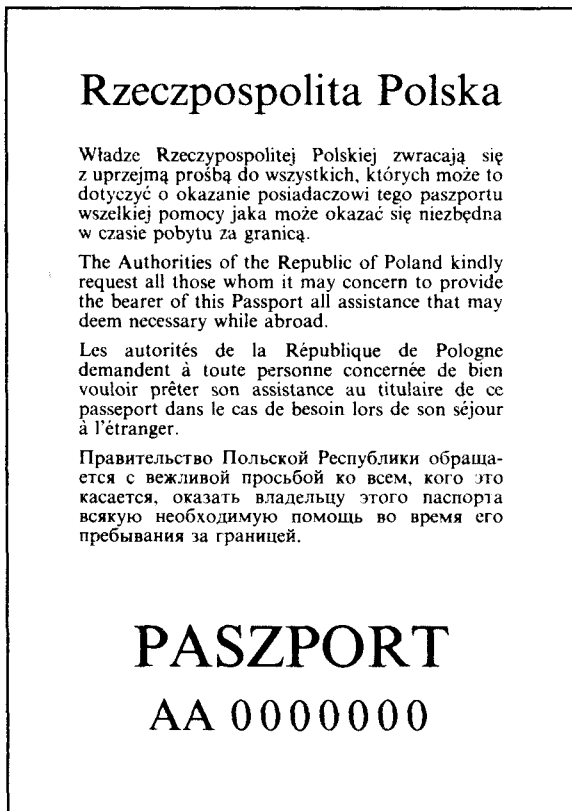 Rzeczpospolita Polska
Władze Rzeczypospolitej Polskiej zwracają się
z uprzejmą prośbą do wszystkich, których może to
dotyczyć o okazanie posiadaczowi tego paszportu
wszelkiej pomocy jaka może okazać się niezbędna
w czasie pobytu za granicą.
The Authorities of the Republic of Poland kindly
request all those whom it may concern to provide
the bearer of this Passport all assistance that may
deem necessary while abroad.
Les autorités de la République de Pologne
demandent à toute personne concernée de bien
vouloir prêter son assistance au titulaire de ce
passeport dans le cas de besoin lors de son séjour
à l'étranger.
Правительство Польской Республики обраща-
ется с вежливой просьбой ко всем, кого это
касается, оказать владельцу этого паспорта
всякую необходимую помощь во время его
пребывания за границей.
PASZPORT
AA 0000000